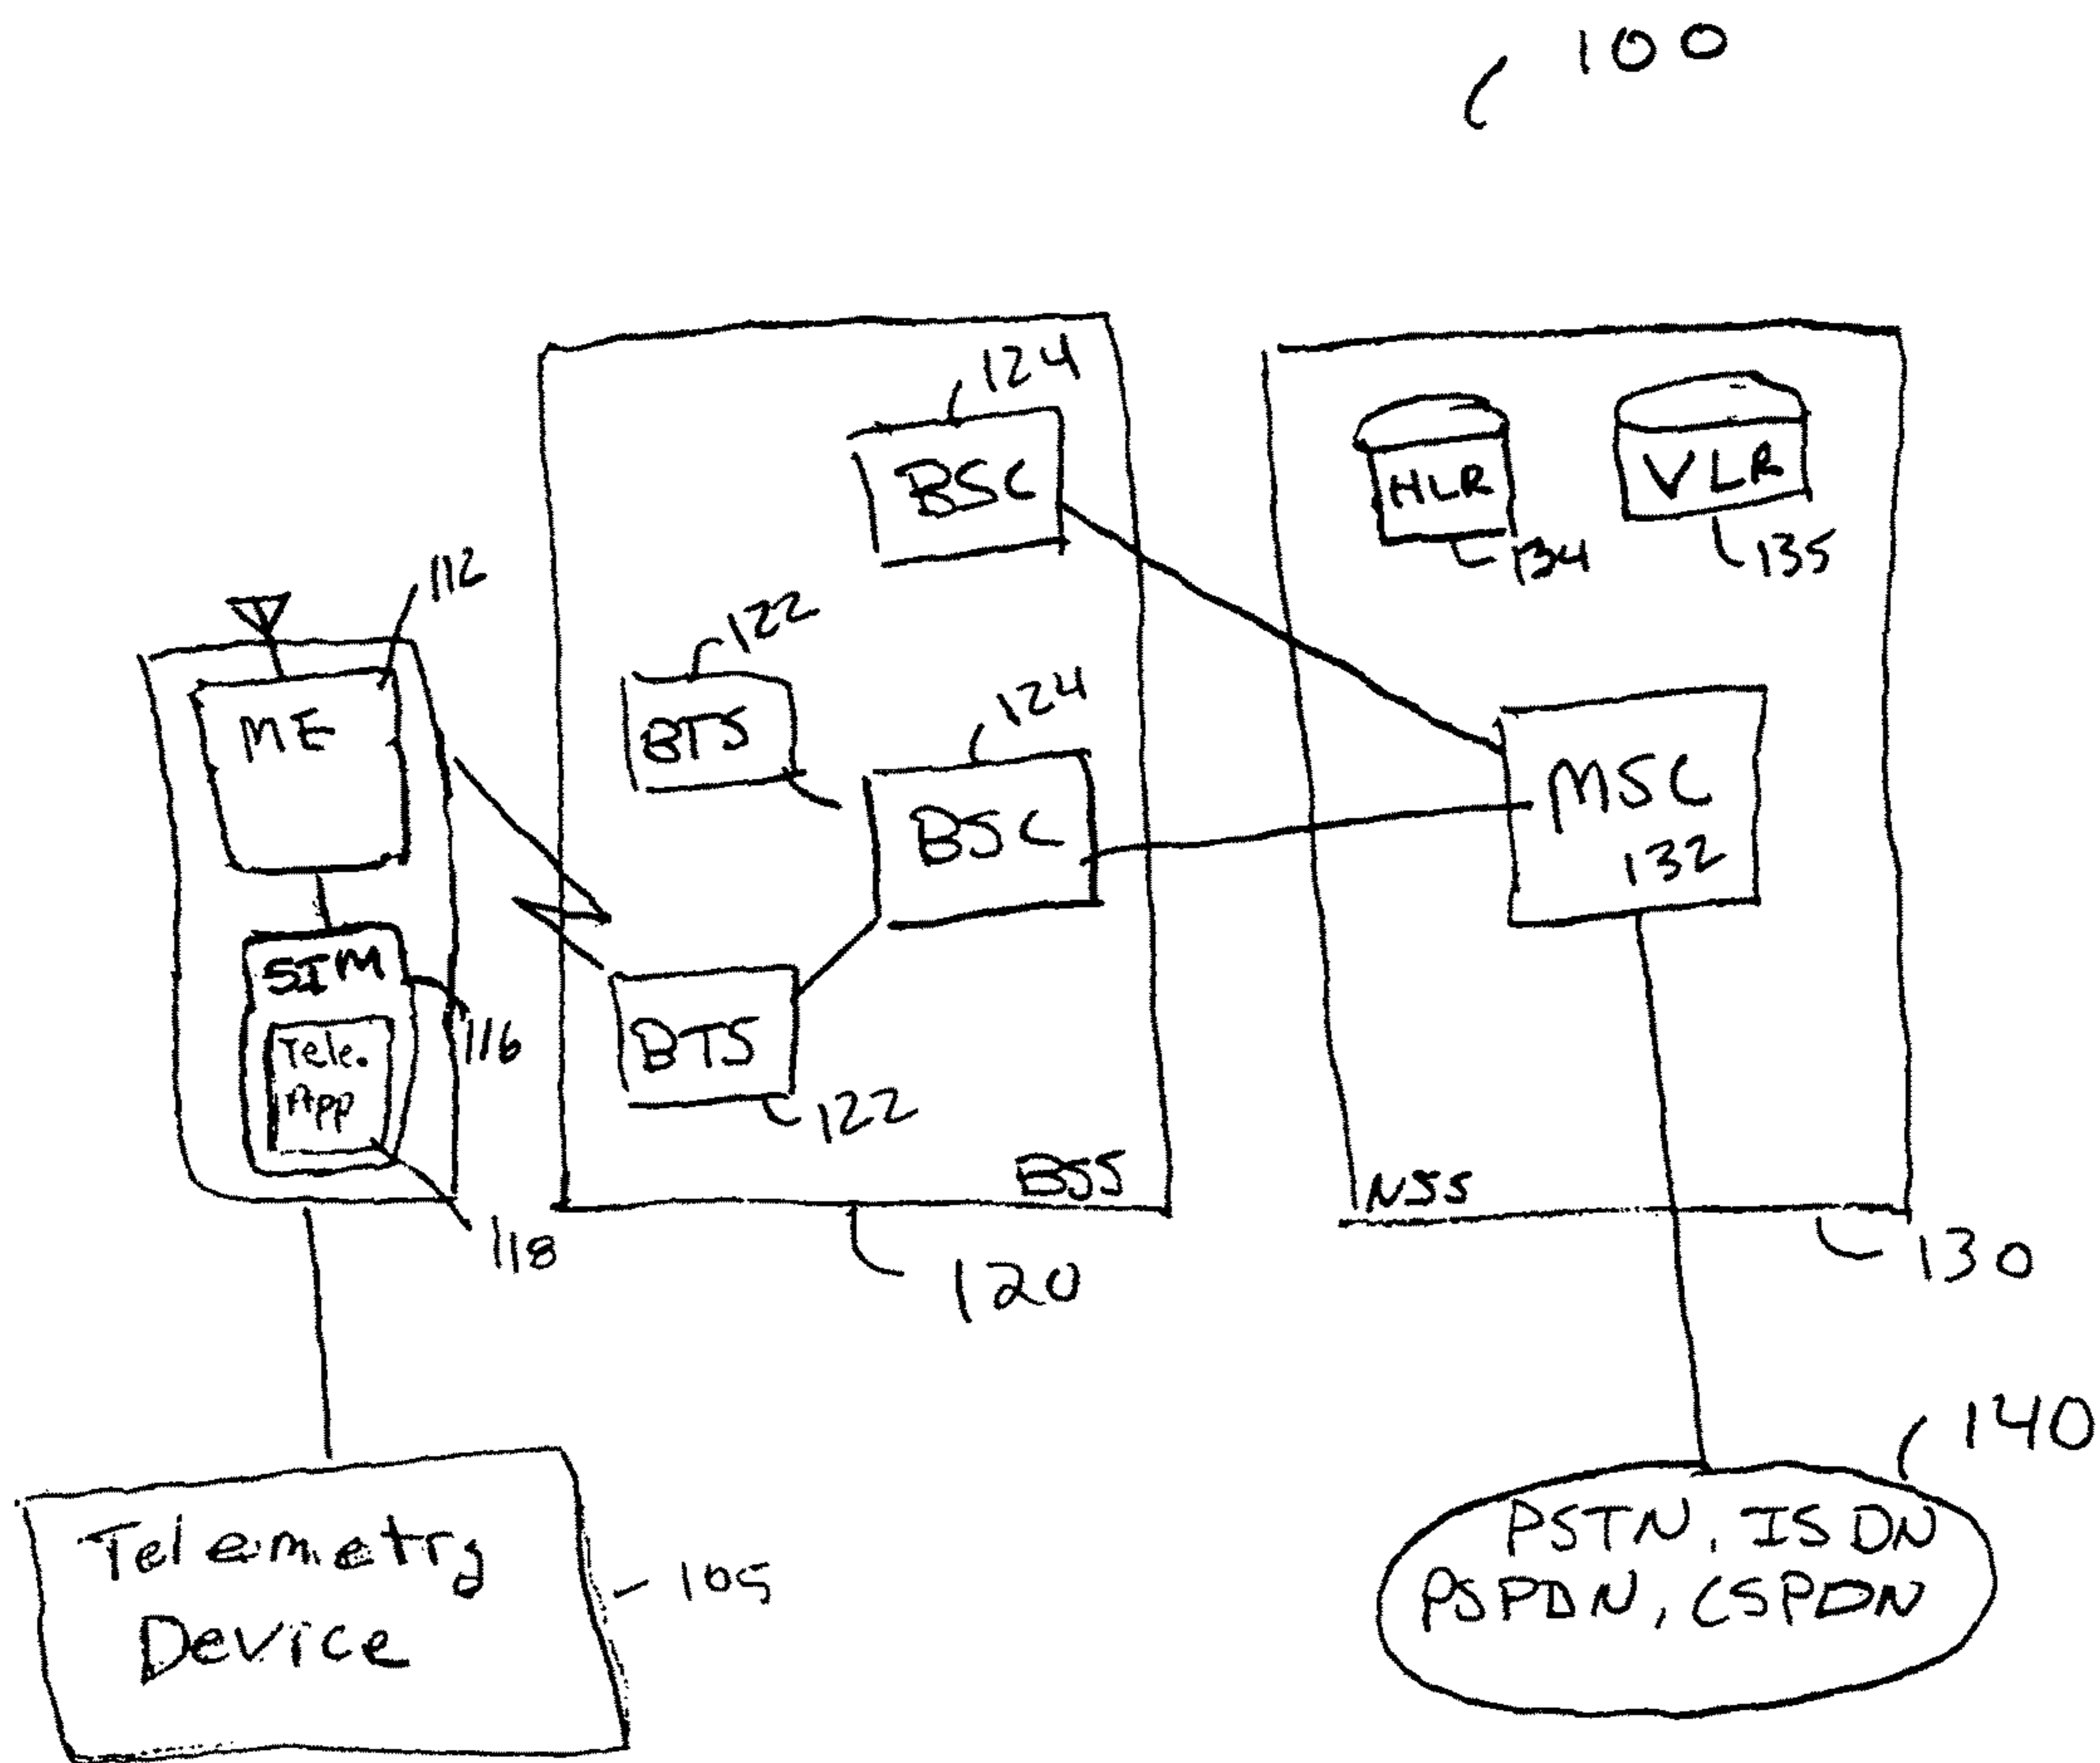 100
124
BSC
HLR
VLR
134
135
112
ME
122
BTS
124
BSC
MSC
132
SIM
116
Tele.
App
118
BTS
122
BSS
120
NSS
130
140
PSTN, ISDN
PSPDN, CSPDN
Telemetry
Device
105